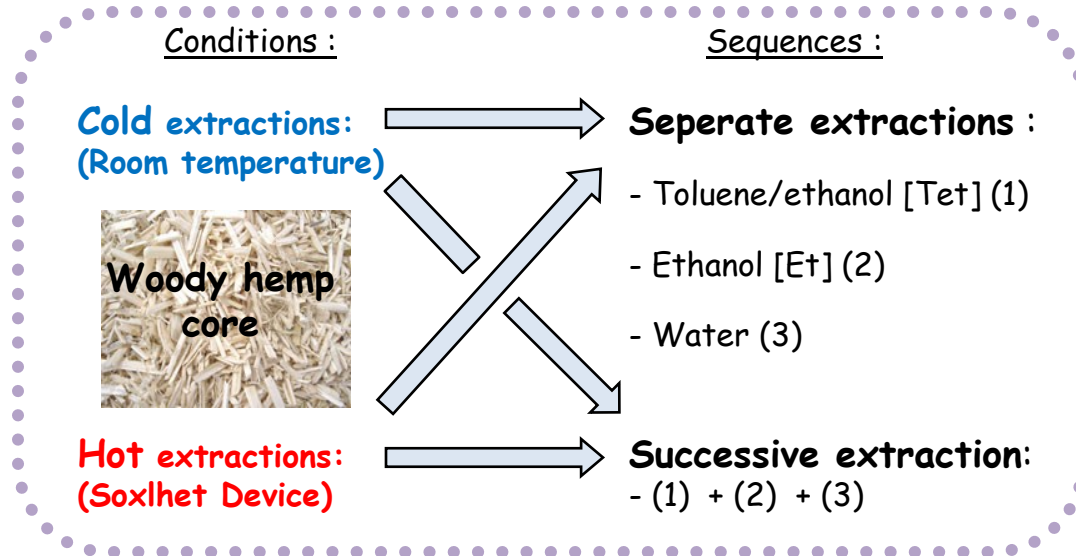 Conditions :
Cold extractions:
(Room temperature)
Woody hemp
core
Hot extractions:
(Soxlhet Device)
Sequences :
Seperate extractions :
- Toluene/ethanol [Tet] (1)
- Ethanol [Et] (2)
- Water (3)
Successive extraction:
- (1) + (2) + (3)